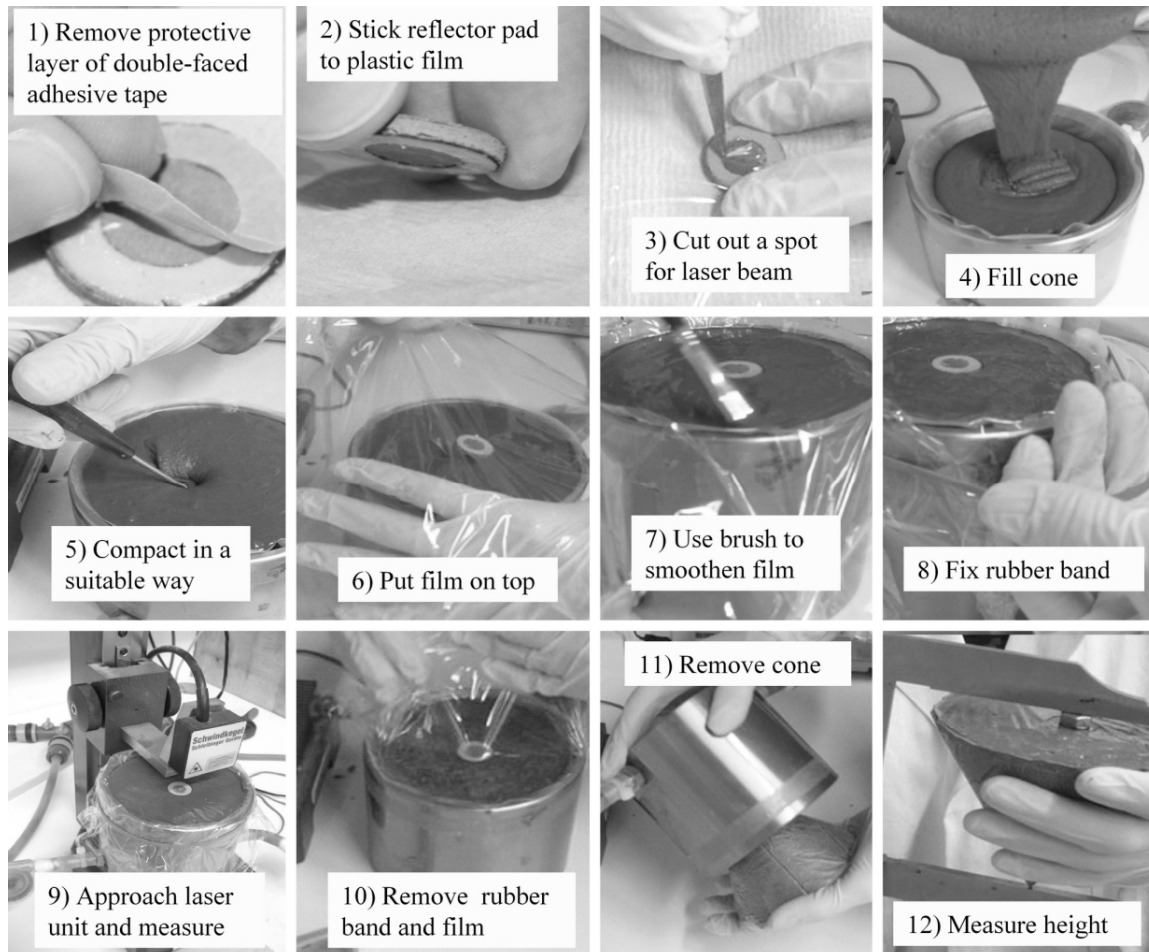 1) Remove protective
layer of double-faced
adhesive tape
2) Stick reflector pad
to plastic film
3) Cut out a spot
for laser beam
4) Fill cone
5) Compact in a
suitable way
6) Put film on top
7) Use brush to
smoothen film
8) Fix rubber band
Schwindkegel
Schleibinger Geräte
9) Approach laser
unit and measure
10) Remove rubber
band and film
11) Remove cone
12) Measure height